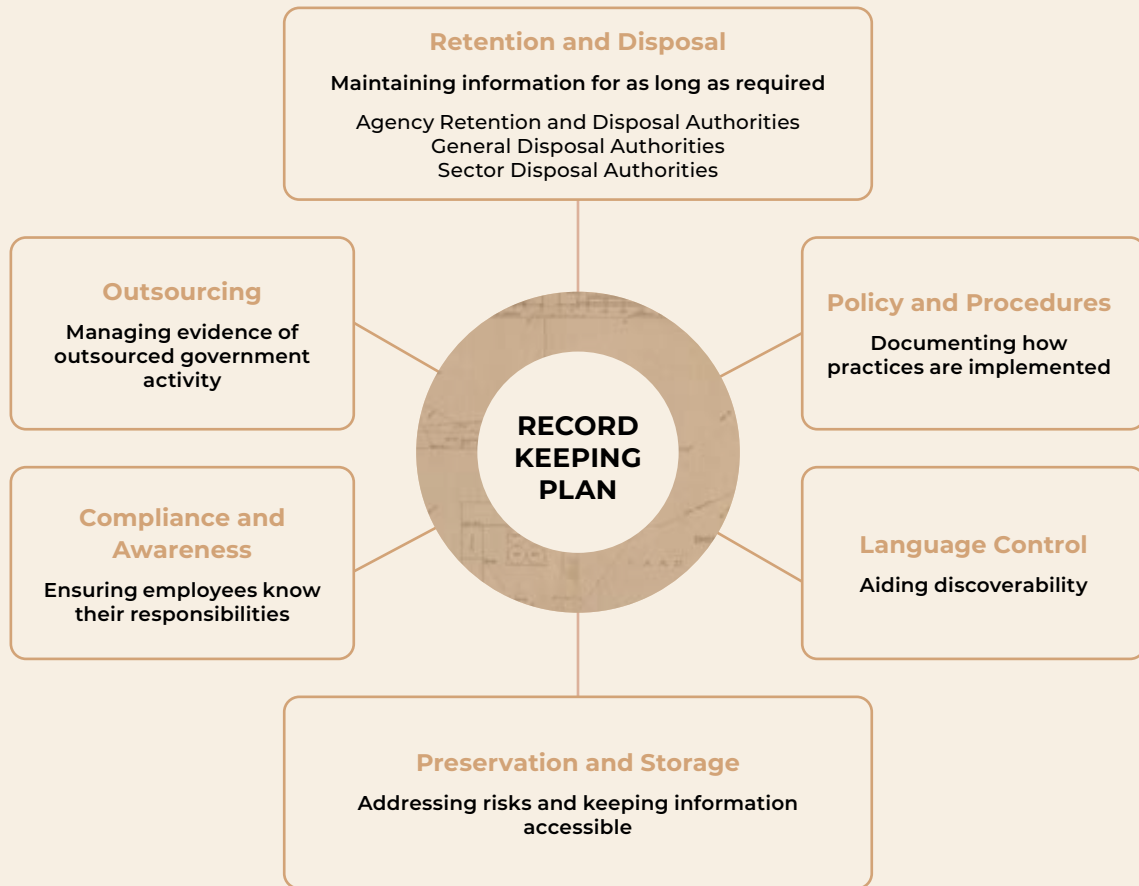 Retention and Disposal
Maintaining information for as long as required
Agency Retention and Disposal Authorities
General Disposal Authorities
Sector Disposal Authorities
Outsourcing
Managing evidence of
outsourced government
activity
Policy and Procedures
Documenting how
practices are implemented
RECORD
KEEPING
PLAN
Compliance and
Awareness
Ensuring employees know
their responsibilities
Language Control
Aiding discoverability
Preservation and Storage
Addressing risks and keeping information
accessible